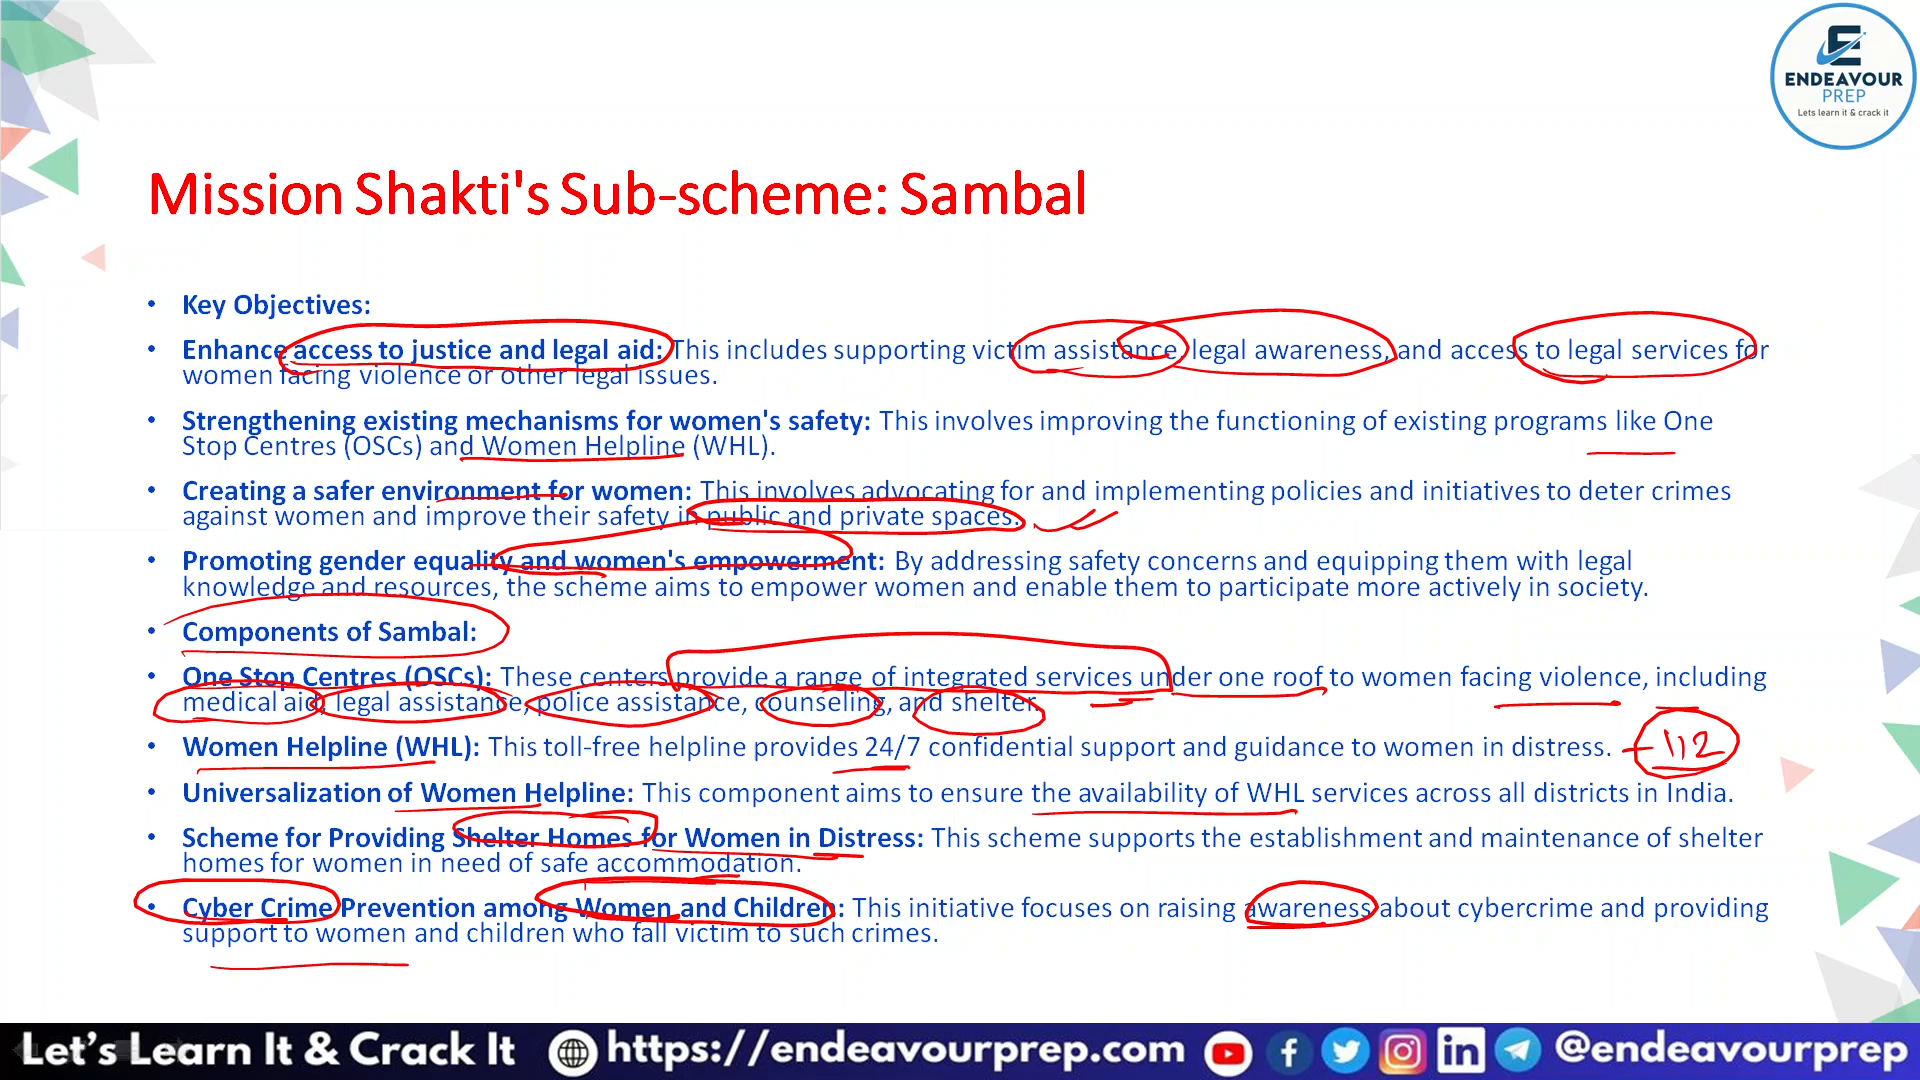 ENDEAVOUR
PREP
Lets learn it & crack it
Mission Shakti's Sub-scheme: Sambal
• Key Objectives:
• Enhance access to justice and legal aid: This includes supporting victim assistance, legal awareness, and access to legal services for
women facing violence or other legal issues.
• Strengthening existing mechanisms for women's safety: This involves improving the functioning of existing programs like One
Stop Centres (OSCs) and Women Helpline (WHL).
• Creating a safer environment for women: This involves advocating for and implementing policies and initiatives to deter crimes
against women and improve their safety in public and private spaces.
• Promoting gender equality and women's empowerment: By addressing safety concerns and equipping them with legal
knowledge and resources, the scheme aims to empower women and enable them to participate more actively in society.
• Components of Sambal:
• One Stop Centres (OSCs): These centers provide a range of integrated services under one roof to women facing violence, including
medical aid, legal assistance, police assistance, counseling, and shelter.
• Women Helpline (WHL): This toll-free helpline provides 24/7 confidential support and guidance to women in distress. - 112
• Universalization of Women Helpline: This component aims to ensure the availability of WHL services across all districts in India.
• Scheme for Providing Shelter Homes for Women in Distress: This scheme supports the establishment and maintenance of shelter
homes for women in need of safe accommodation.
• Cyber Crime Prevention among Women and Children: This initiative focuses on raising awareness about cybercrime and providing
support to women and children who fall victim to such crimes.
Let's Learn It & Crack It https://endeavourprep.com @endeavourprep